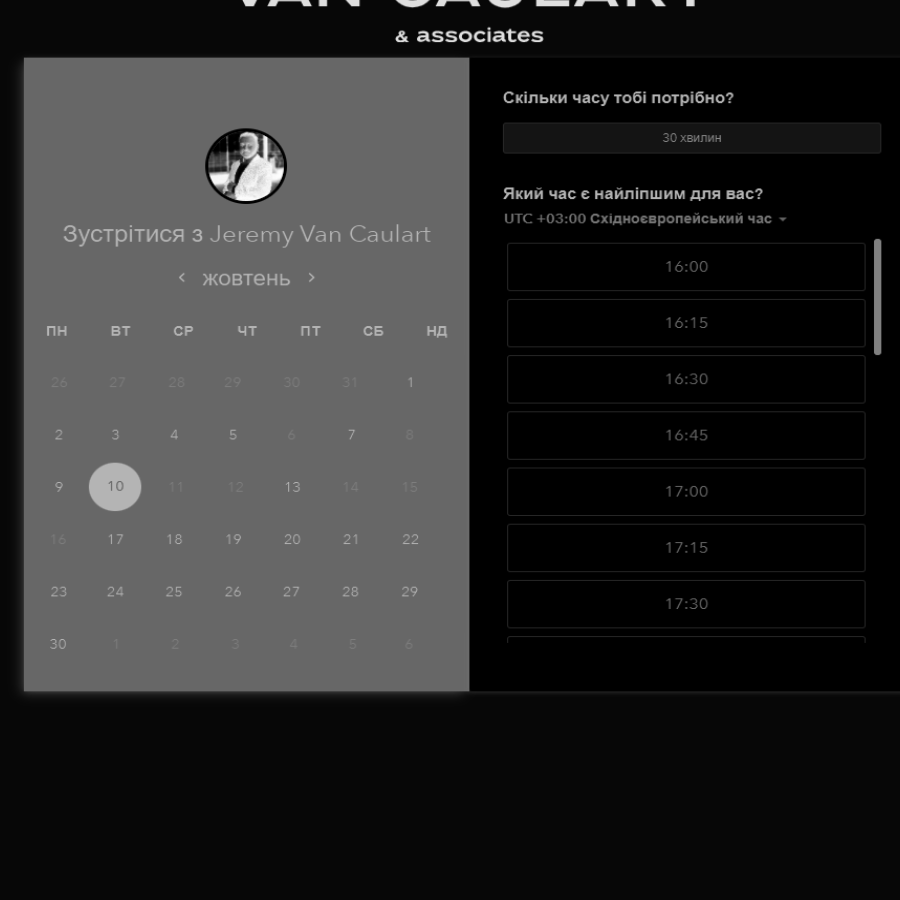 VAN CAULART
& associates
Зустрітися з Jeremy Van Caulart
жовтень
ПН ВТ СР ЧТ ПТ СБ НД
26 27 28 29 30 31 1
2 3 4 5 6 7 8
9 10 11 12 13 14 15
16 17 18 19 20 21 22
23 24 25 26 27 28 29
30 1 2 3 4 5 6
Скільки часу тобі потрібно?
30 хвилин
Який час є найліпшим для вас?
UTC +03:00 Східноєвропейський час
16:00
16:15
16:30
16:45
17:00
17:15
17:30